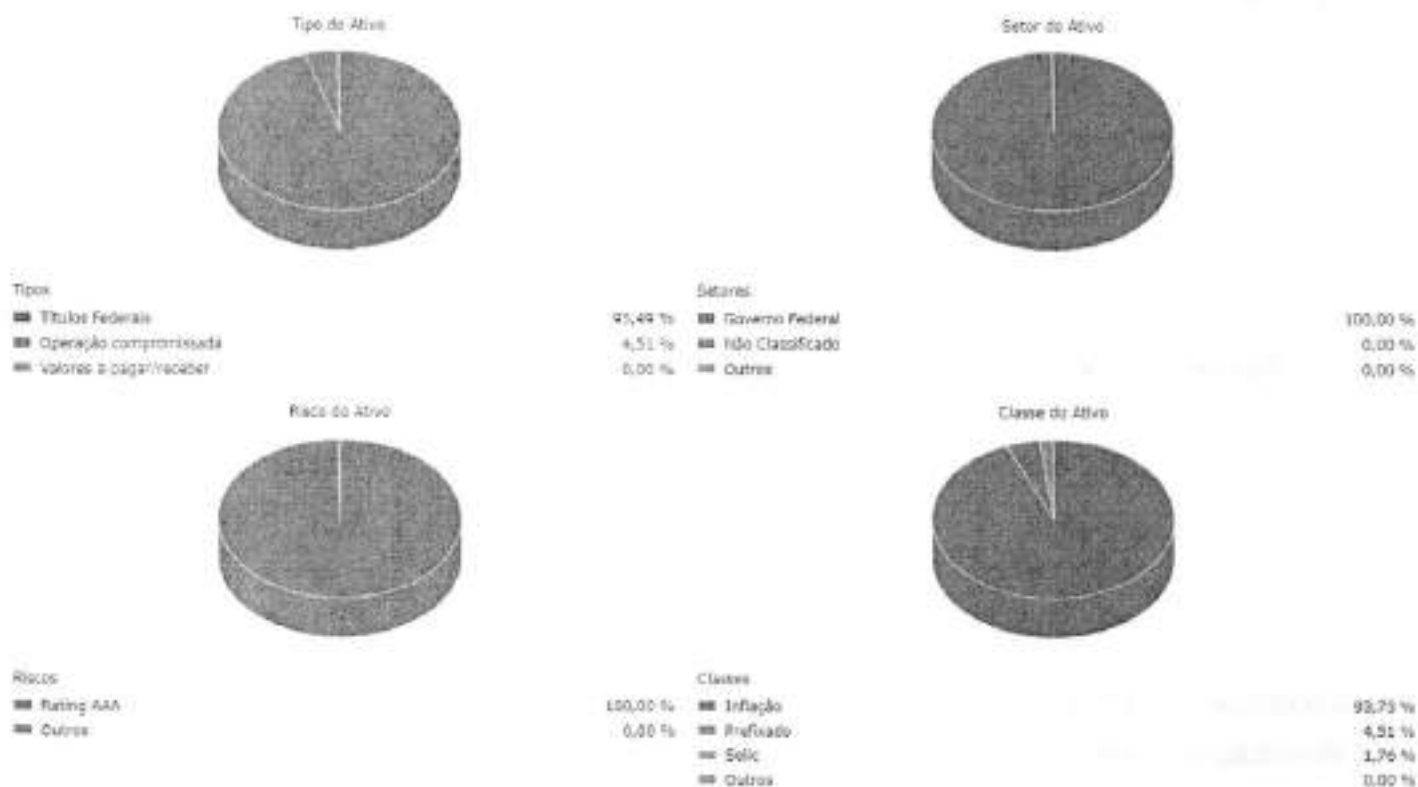 Tipo do Ativo
Setor do Ativo
Tipos
Títulos Federais 95,49 %
Operação compromissada 4,51 %
Valores a pagar/receber 0,00 %
Setores
Governo Federal 100,00 %
Não Classificado 0,00 %
Outros 0,00 %
Risco do Ativo
Classe do Ativo
Riscos
Rating AAA 100,00 %
Outros 0,00 %
Classes
Inflação 93,73 %
Prefixado 4,51 %
Selic 1,76 %
Outros 0,00 %